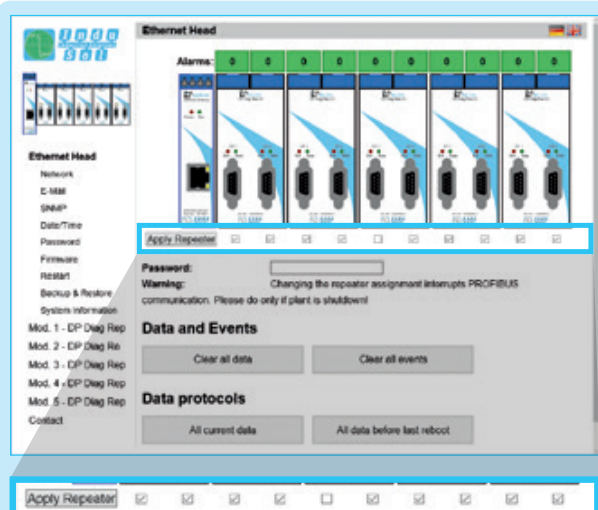 Indu
Sol
Ethernet Head
Alarms: 0 0 0 0 0 0 0 0 0 0
Apply Repeater
Ethernet Head
Network
E-Mail
SNMP
Date/Time
Password
Firmware
Restart
Backup & Restore
System Information
Mod. 1 - DP Diag Rep
Mod. 2 - DP Diag Re
Mod. 3 - DP Diag Rep
Mod. 4 - DP Diag Rep
Mod. 5 - DP Diag Rep
Contact
Password:
Warning: Changing the repeater assignment interrupts PROFIBUS
communication. Please do only if plant is shutdown!
Data and Events
Clear all data Clear all events
Data protocols
All current data All data before last reboot
Apply Repeater